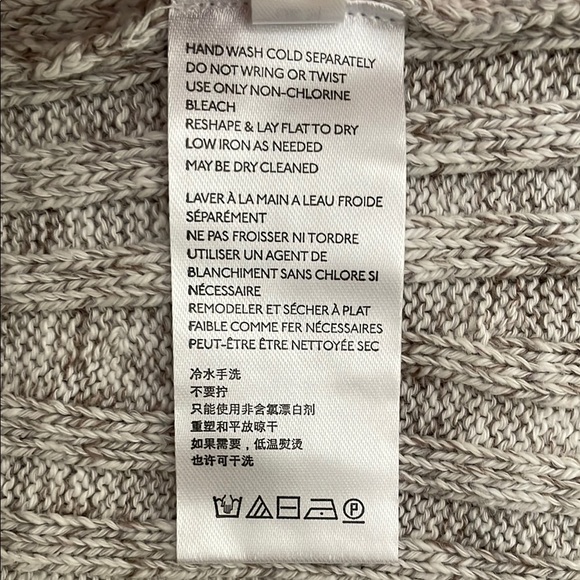 HAND WASH COLD SEPARATELY
DO NOT WRING OR TWIST
USE ONLY NON-CHLORINE
BLEACH
RESHAPE & LAY FLAT TO DRY
LOW IRON AS NEEDED
MAY BE DRY CLEANED
LAVER À LA MAIN A LEAU FROIDE
SÉPARÉMENT
NE PAS FROISSER NI TORDRE
UTILISER UN AGENT DE
BLANCHIMENT SANS CHLORE SI
NÉCESSAIRE
REMODELER ET SÉCHER À PLAT
FAIBLE COMME FER NÉCESSAIRES
PEUT-ÊTRE ÊTRE NETTOYÉE SEC
冷水手洗
不要拧
只能使用非含氯漂白剂
重塑和平放晾干
如果需要，低温熨烫
也许可干洗
P